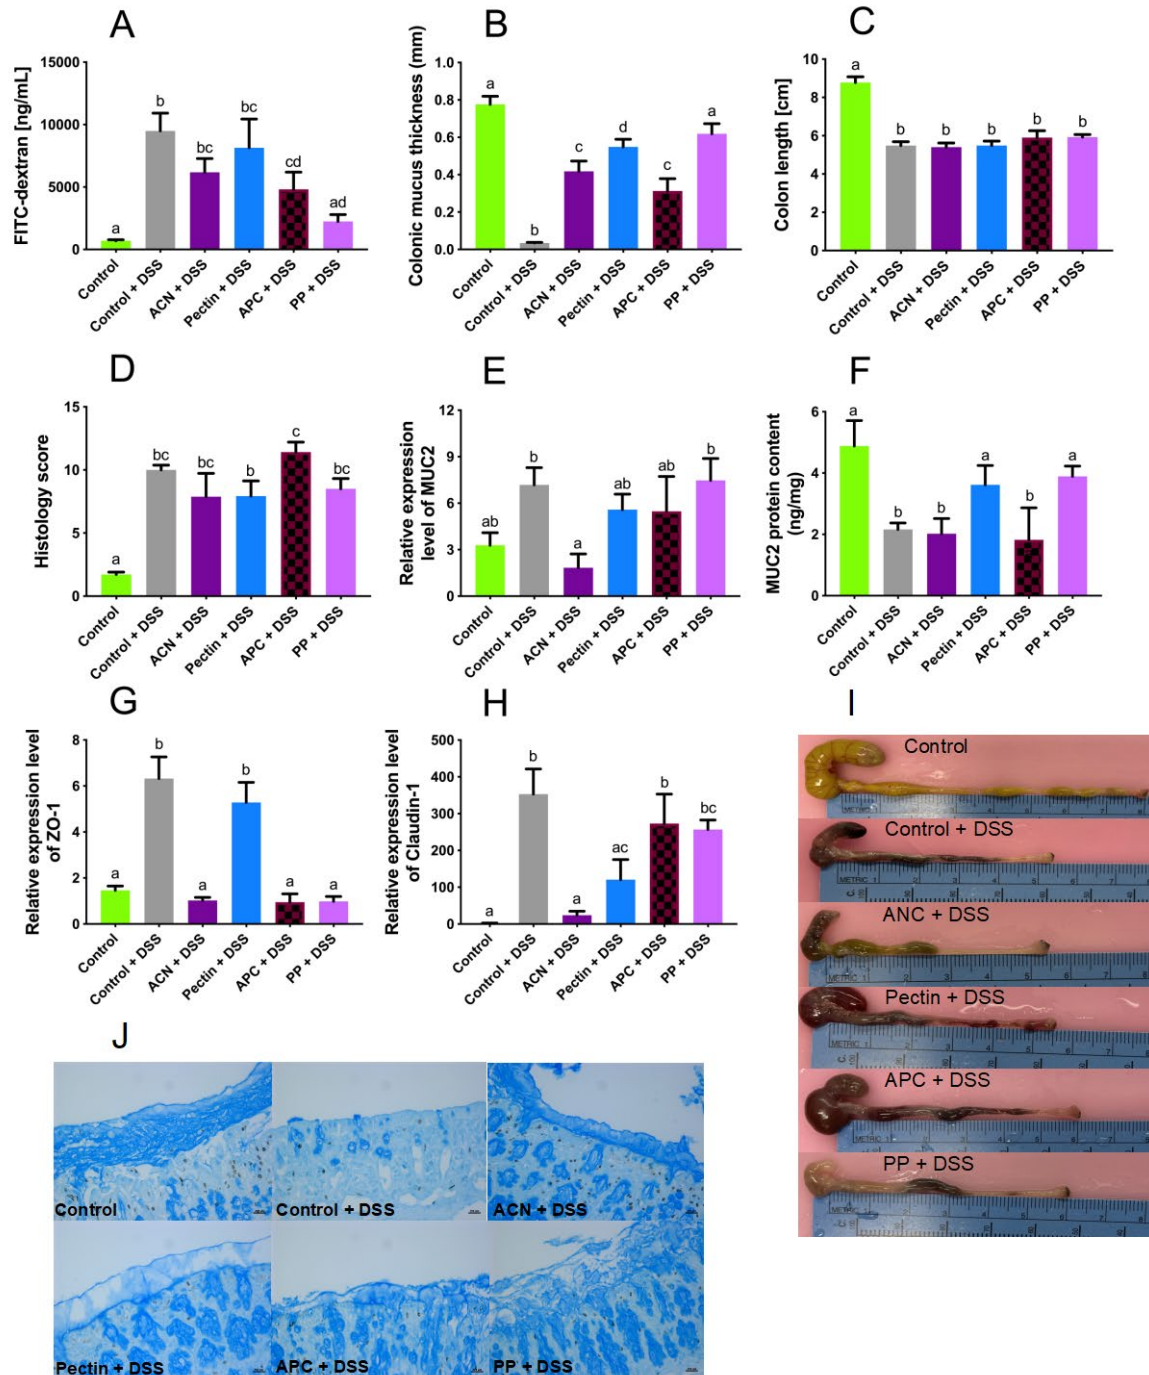 A
FITC-dextran [ng/mL]
15000
10000
5000
0
a
b
bc
bc
cd
ad
Control
Control + DSS
ACN + DSS
Pectin + DSS
APC + DSS
PP + DSS
B
Colonic mucus thickness (mm)
1.0
0.8
0.6
0.4
0.2
0.0
a
b
c
d
c
a
Control
Control + DSS
ACN + DSS
Pectin + DSS
APC + DSS
PP + DSS
C
Colon length [cm]
10
8
6
4
2
0
a
b
b
b
b
b
Control
Control + DSS
ACN + DSS
Pectin + DSS
APC + DSS
PP + DSS
D
Histology score
15
10
5
0
a
bc
bc
b
c
bc
Control
Control + DSS
ACN + DSS
Pectin + DSS
APC + DSS
PP + DSS
E
Relative expression
level of MUC2
12
9
6
3
0
ab
b
a
ab
ab
b
Control
Control + DSS
ACN + DSS
Pectin + DSS
APC + DSS
PP + DSS
F
MUC2 protein content
(ng/mg)
6
4
2
0
a
b
b
a
b
a
Control
Control + DSS
ACN + DSS
Pectin + DSS
APC + DSS
PP + DSS
G
Relative expression level
of ZO-1
8
6
4
2
0
a
b
a
b
a
a
Control
Control + DSS
ACN + DSS
Pectin + DSS
APC + DSS
PP + DSS
H
Relative expression level
of Claudin-1
500
400
300
200
100
0
a
b
a
ac
b
bc
Control
Control + DSS
ACN + DSS
Pectin + DSS
APC + DSS
PP + DSS
I
Control
Control + DSS
METRIC 1
ANC + DSS
Pectin + DSS
METRIC 1
APC + DSS
PP + DSS
J
Control
Control + DSS
ACN + DSS
Pectin + DSS
APC + DSS
PP + DSS